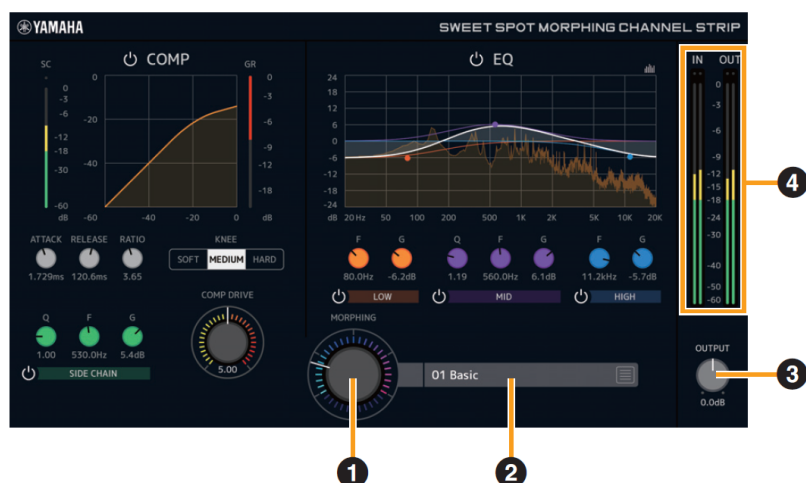 YAMAHA
SWEET SPOT MORPHING CHANNEL STRIP
SC
COMP
GR
0
-3
-6
-12
-18
-30
-60
dB
0
-20
-40
-60
-40
-20
0
0
-3
-6
-9
-12
-18
dB
ATTACK
RELEASE
RATIO
KNEE
1.729ms
120.6ms
3.65
SOFT
MEDIUM
HARD
Q
F
G
1.00
530.0Hz
5.4dB
SIDE CHAIN
COMP DRIVE
5.00
EQ
24
18
12
6
0
-6
-12
-18
-24
dB
20Hz
50
100
200
500
1K
2K
5K
10K
20K
F
G
80.0Hz
-6.2dB
LOW
Q
F
G
1.19
560.0Hz
6.1dB
MID
F
G
11.2kHz
-5.7dB
HIGH
MORPHING
01 Basic
IN
OUT
0
-3
-6
-9
-12
-15
-18
-24
-30
-40
-50
-60
OUTPUT
0.0dB
4
3
1
2